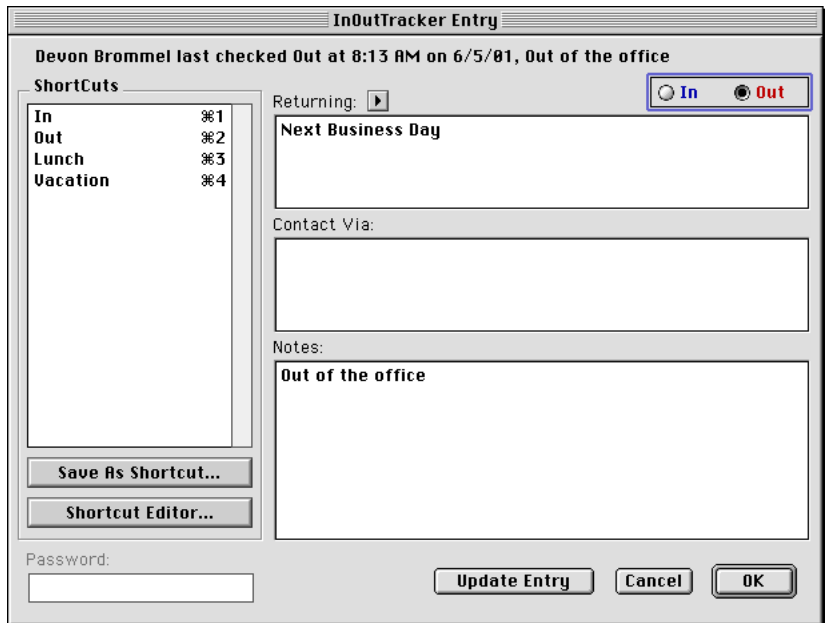 InOutTracker Entry
Devon Brommel last checked Out at 8:13 AM on 6/5/01, Out of the office
ShortCuts
In ⌘1
Out ⌘2
Lunch ⌘3
Vacation ⌘4
Save As Shortcut...
Shortcut Editor...
Password:
Returning:
In Out
Next Business Day
Contact Via:
Notes:
Out of the office
Update Entry Cancel OK